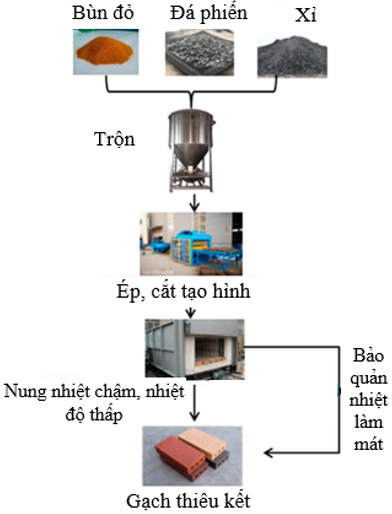 Bùn đỏ
Đá phiến
Xỉ
Trộn
Ép, cắt tạo hình
Nung nhiệt chậm, nhiệt
độ thấp
Bảo
quản
nhiệt
làm
mát
Gạch thiêu kết